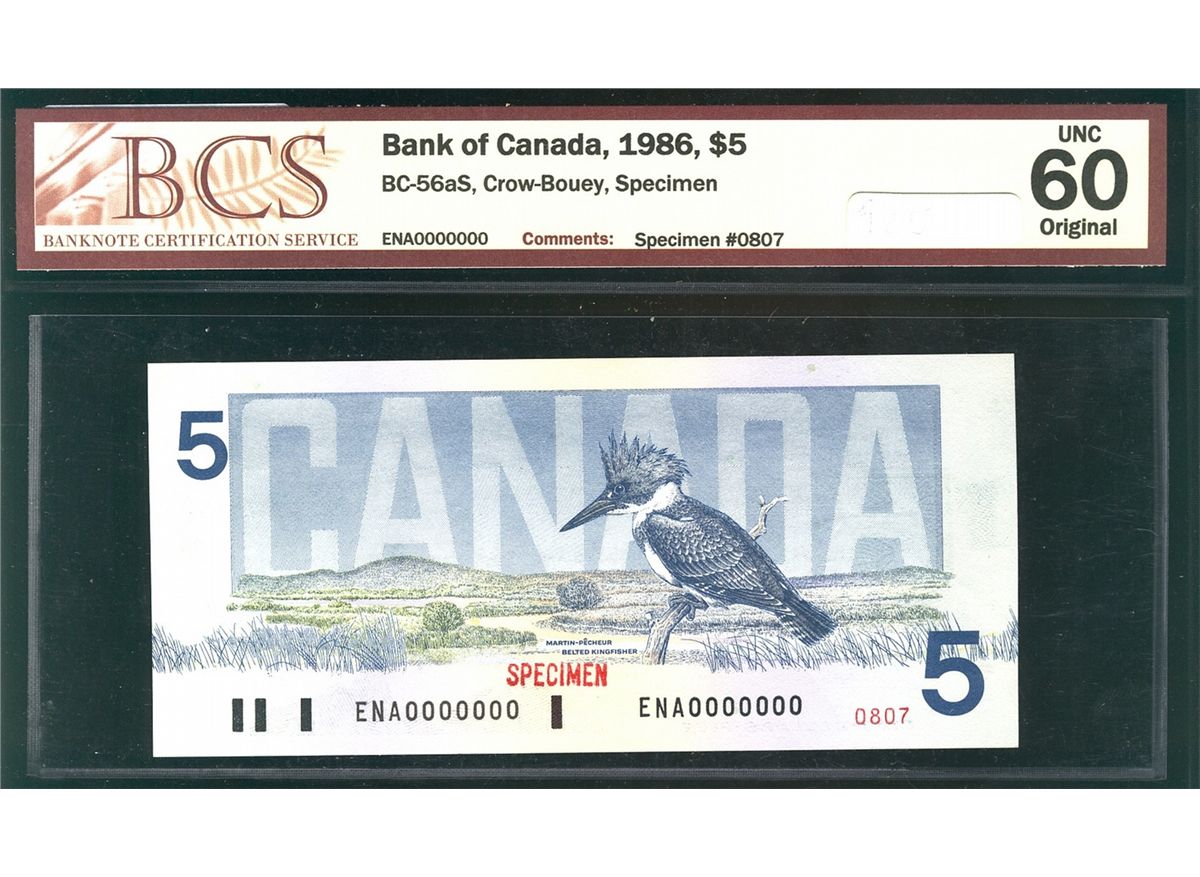 BCS
BANKNOTE CERTIFICATION SERVICE
Bank of Canada, 1986, $5
BC-56aS, Crow-Bouey, Specimen
ENA0000000 Comments: Specimen #0807
UNC
60
Original
5
CANADA
MARTIN-PÊCHEUR
BELTED KINGFISHER
SPECIMEN
5
ENA0000000 ENA0000000 0807